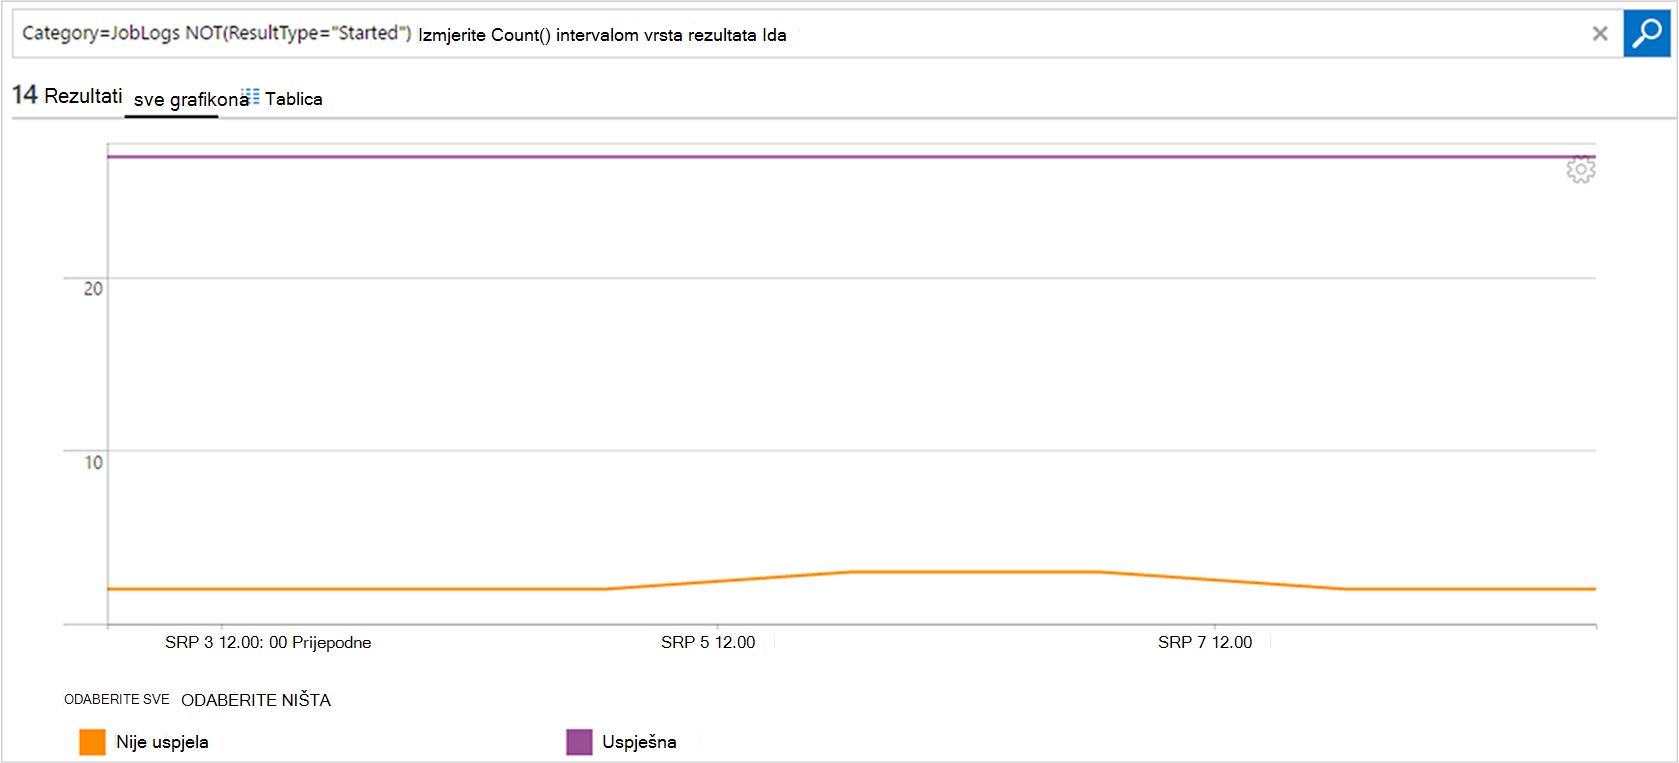 Category=JobLogs NOT(ResultType="Started") Izmjerite Count() intervalom vrsta rezultata Ida
14 Rezultati sve grafikona Tablica
20
10
SRP 3 12.00: 00 Prijepodne SRP 5 12.00 SRP 7 12.00
ODABERITE SVE ODABERITE NIŠTA
Nije uspjela Uspješna